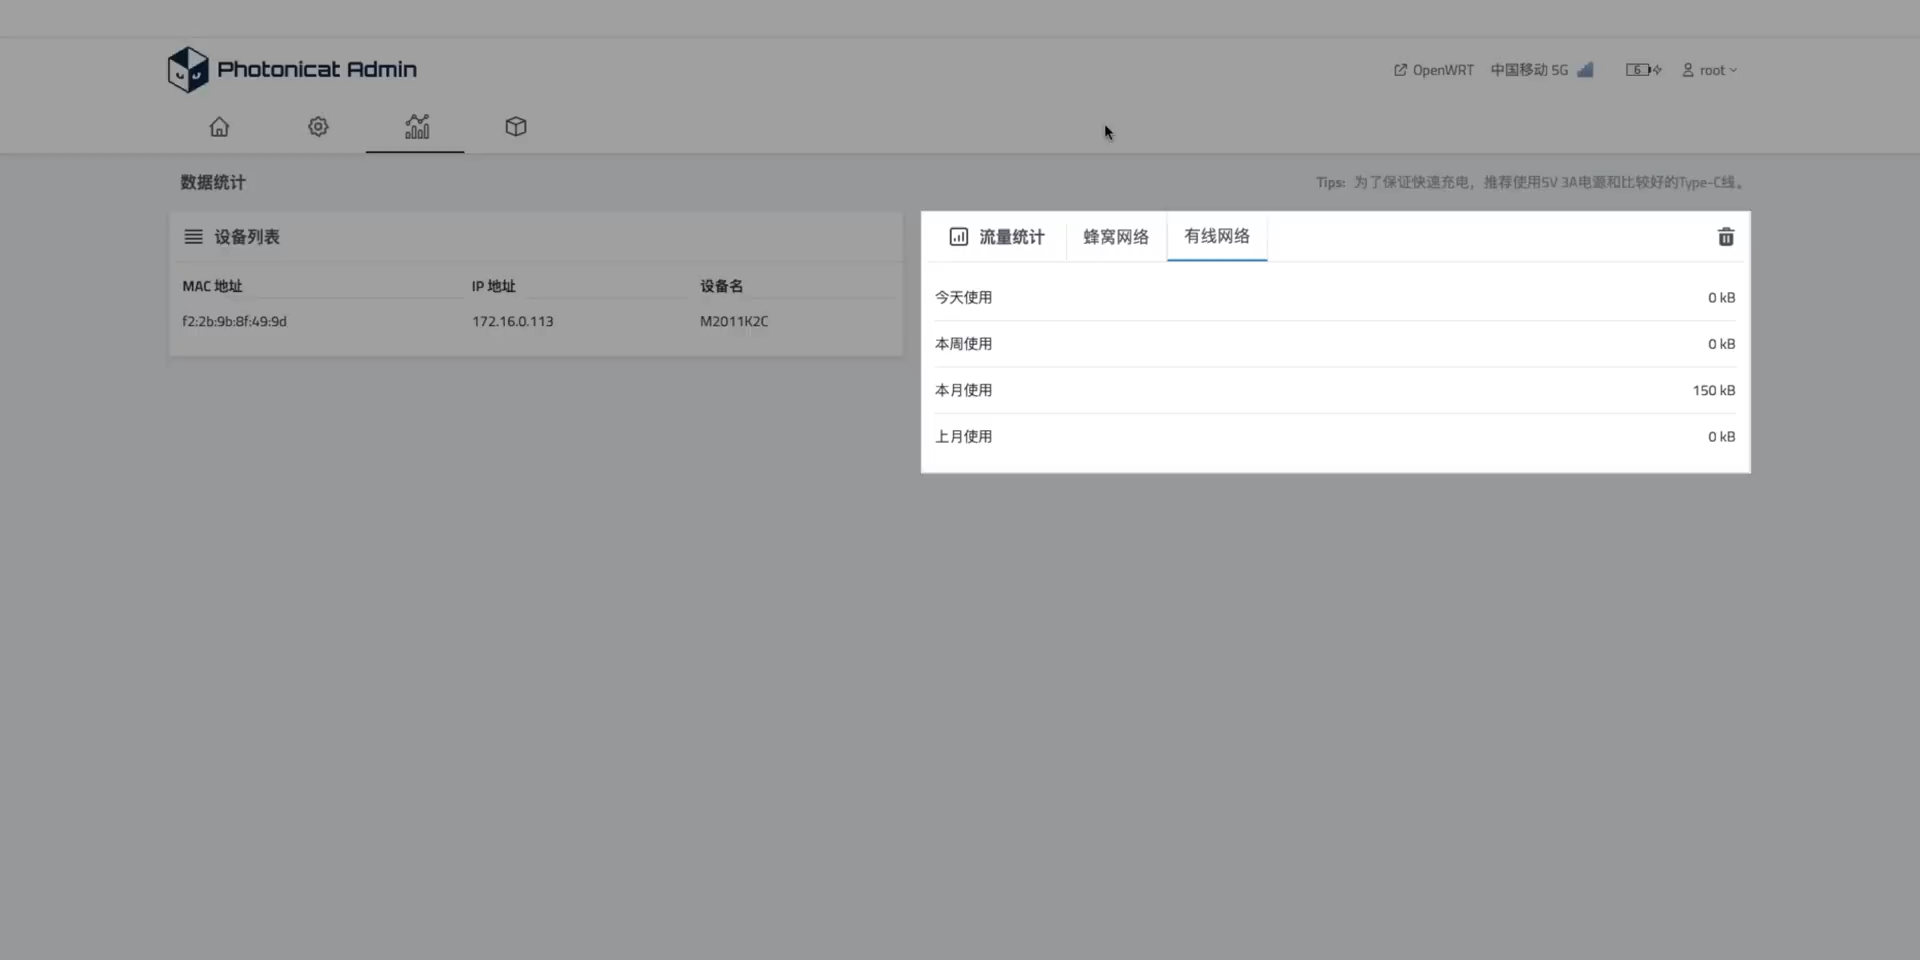 Photonicat Admin
OpenWRT 中国移动 5G 6 root
数据统计
Tips: 为了保证快速充电，推荐使用5V 3A电源和比较好的Type-C线。
设备列表
MAC 地址 IP 地址 设备名
f2:2b:9b:8f:49:9d 172.16.0.113 M2011K2C
流量统计 蜂窝网络 有线网络
今天使用 0 kB
本周使用 0 kB
本月使用 150 kB
上月使用 0 kB